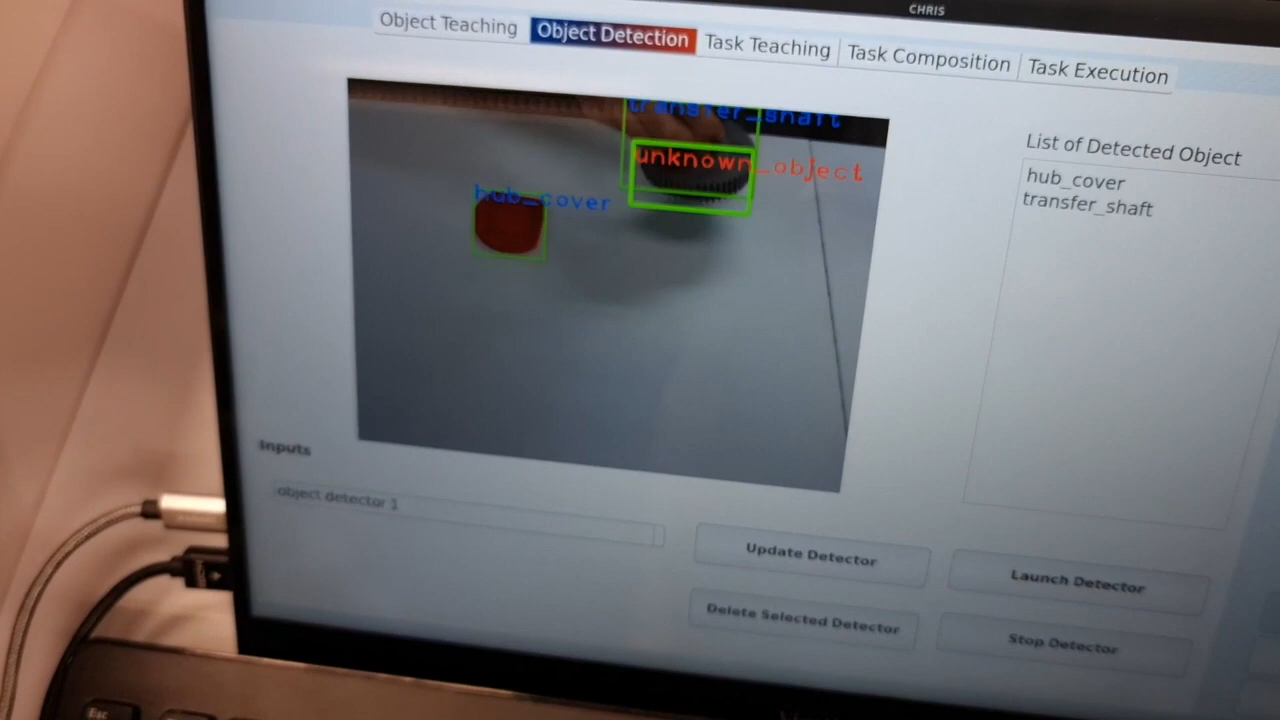 CHRIS
Object Teaching
Object Detection
Task Teaching
Task Composition
Task Execution
transfer_shaft
unknown_object
hub_cover
List of Detected Object
hub_cover
transfer_shaft
Inputs
object detector 1
Update Detector
Launch Detector
Delete Selected Detector
Stop Detector
Esc